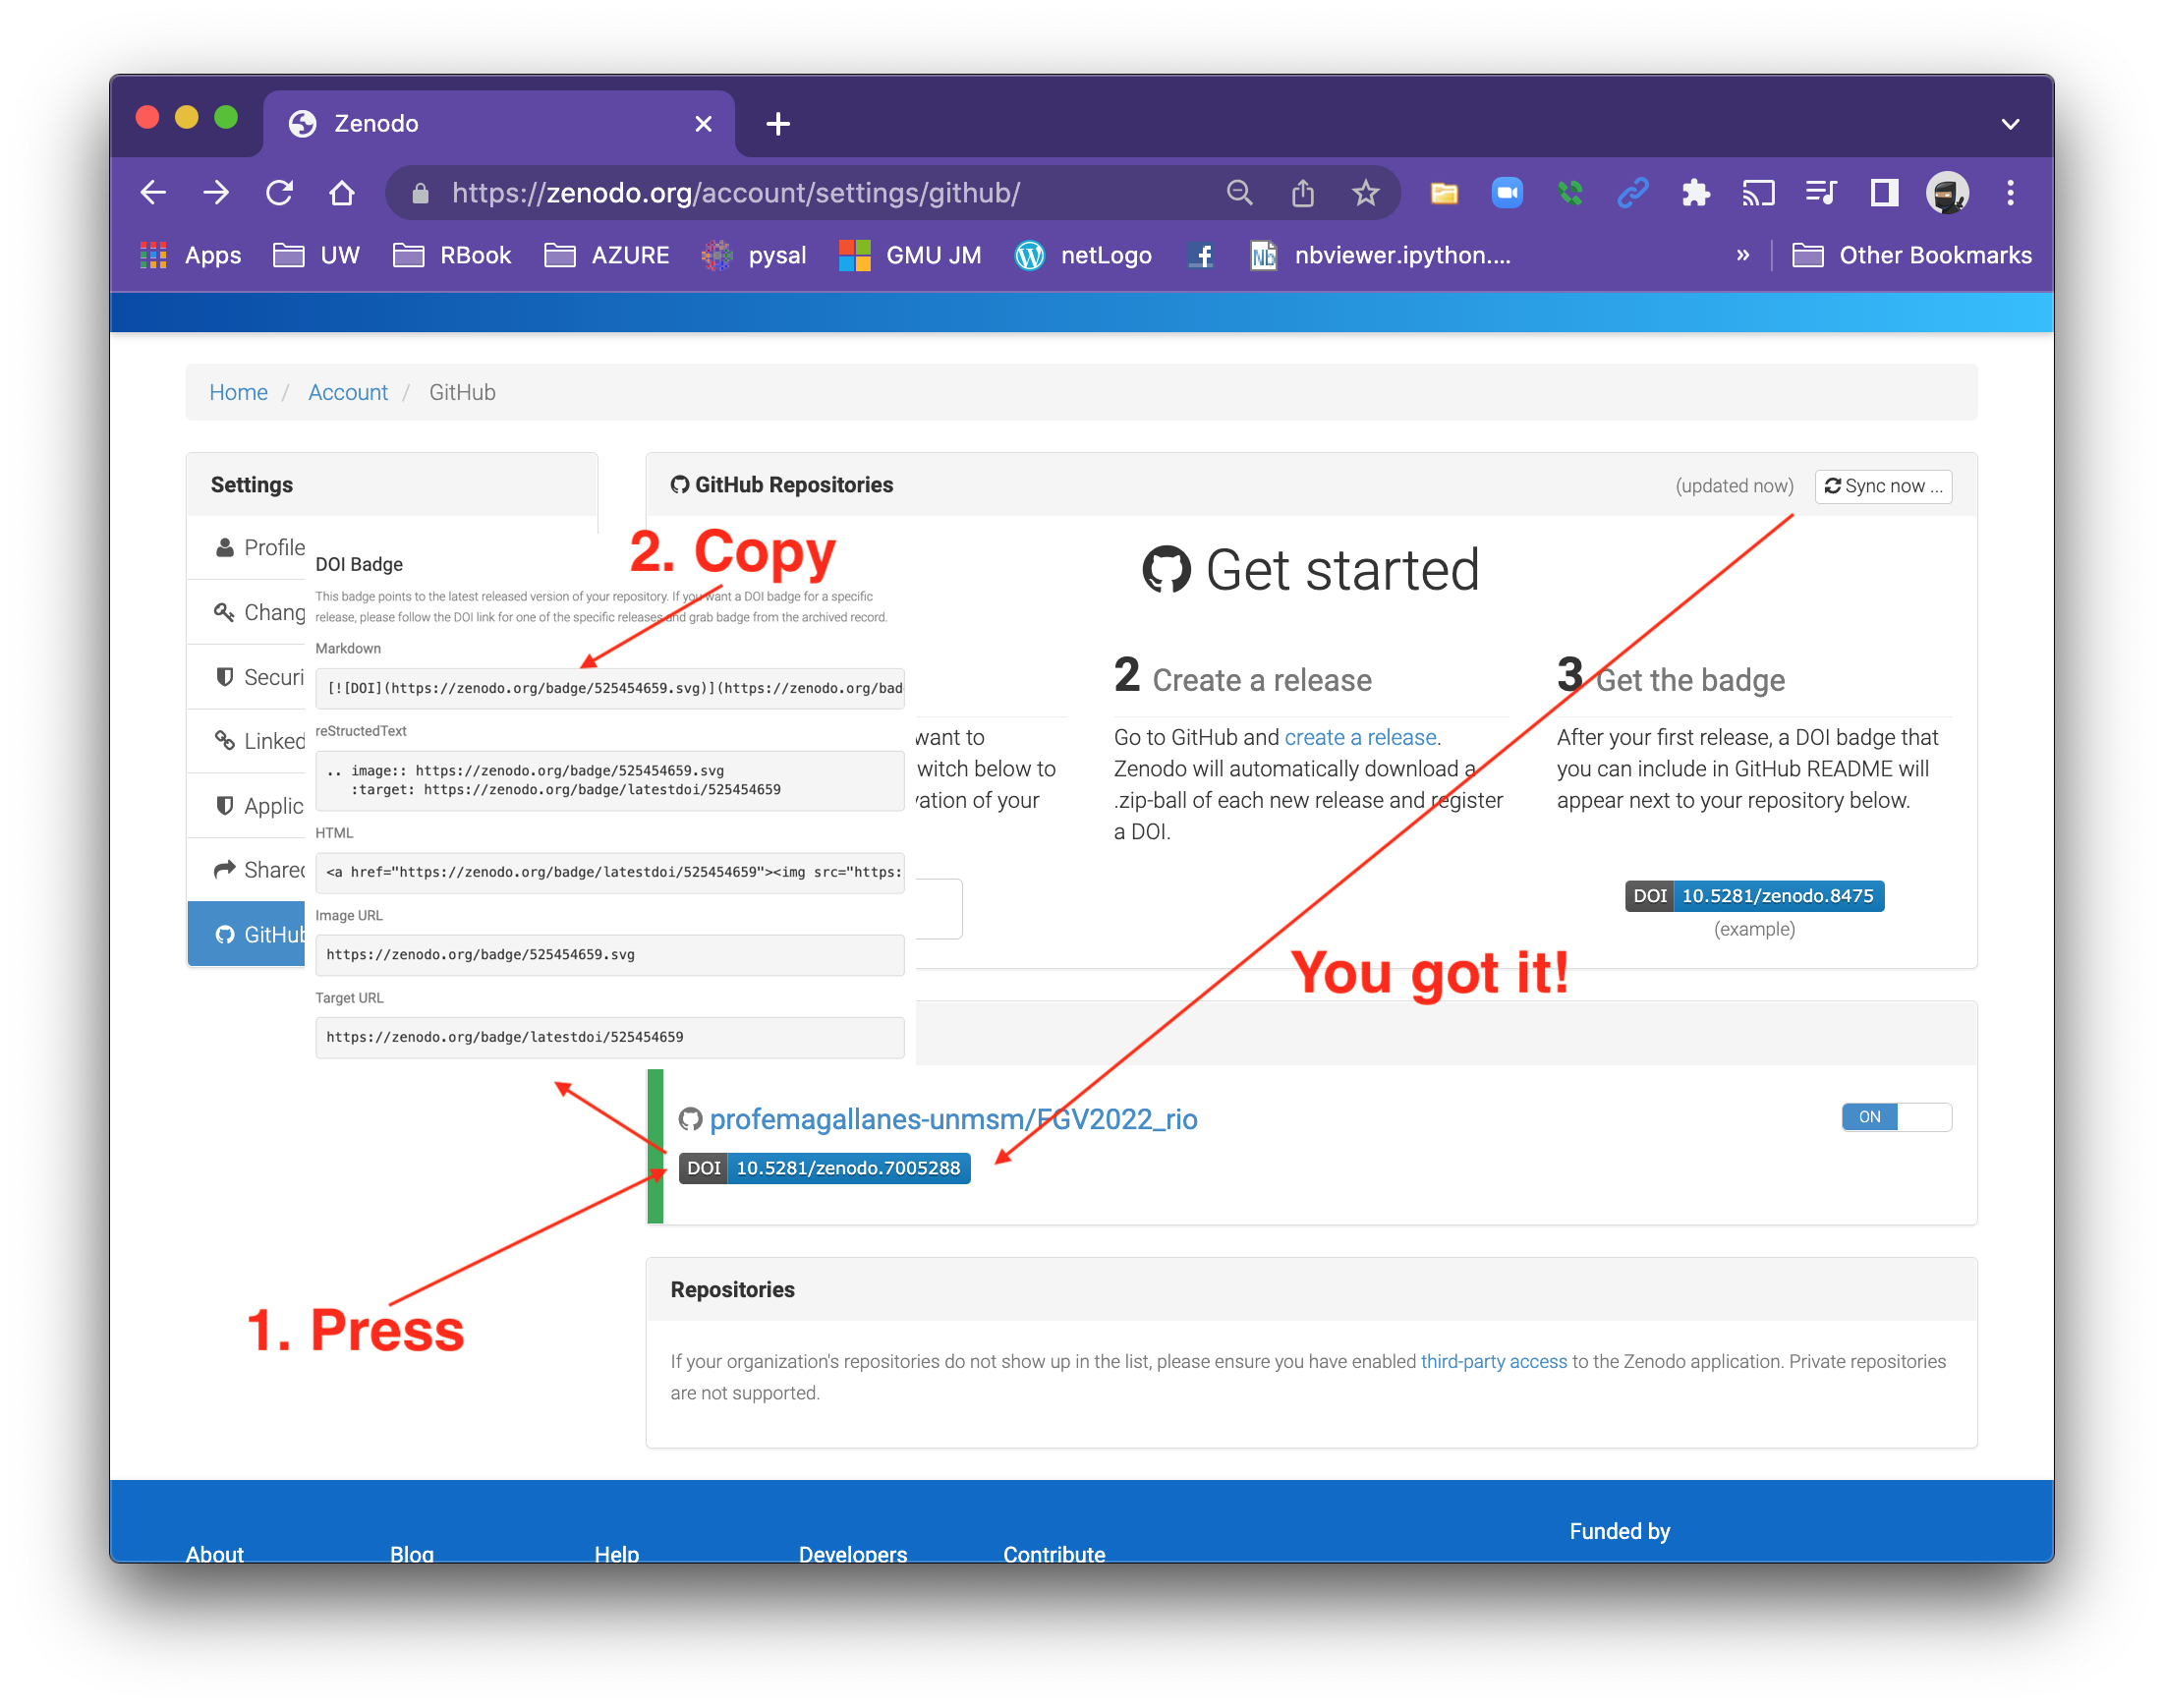 Zenodo
https://zenodo.org/account/settings/github/
Apps UW RBook AZURE pysal GMU JM netLogo nbviewer.ipython.... » Other Bookmarks
Home / Account / GitHub
Settings
Profile
Chang
Securi
Linked
Applic
Shared
GitHub
GitHub Repositories
(updated now) Sync now ...
2. Copy
DOI Badge
This badge points to the latest released version of your repository. If you want a DOI badge for a specific
release, please follow the DOI link for one of the specific releases and grab badge from the archived record.
Markdown
[![DOI](https://zenodo.org/badge/525454659.svg)](https://zenodo.org/bad
reStructedText
.. image:: https://zenodo.org/badge/525454659.svg
:target: https://zenodo.org/badge/latestdoi/525454659
HTML
<a href="https://zenodo.org/badge/latestdoi/525454659"><img src="https:
Image URL
https://zenodo.org/badge/525454659.svg
Target URL
https://zenodo.org/badge/latestdoi/525454659
Get started
want to
witch below to
ation of your
2 Create a release
Go to GitHub and create a release.
Zenodo will automatically download a
.zip-ball of each new release and register
a DOI.
3 Get the badge
After your first release, a DOI badge that
you can include in GitHub README will
appear next to your repository below.
DOI 10.5281/zenodo.8475
(example)
You got it!
profemagallanes-unmsm/FGV2022_rio
ON
DOI 10.5281/zenodo.7005288
1. Press
Repositories
If your organization's repositories do not show up in the list, please ensure you have enabled third-party access to the Zenodo application. Private repositories
are not supported.
Funded by
About Blog Help Developers Contribute